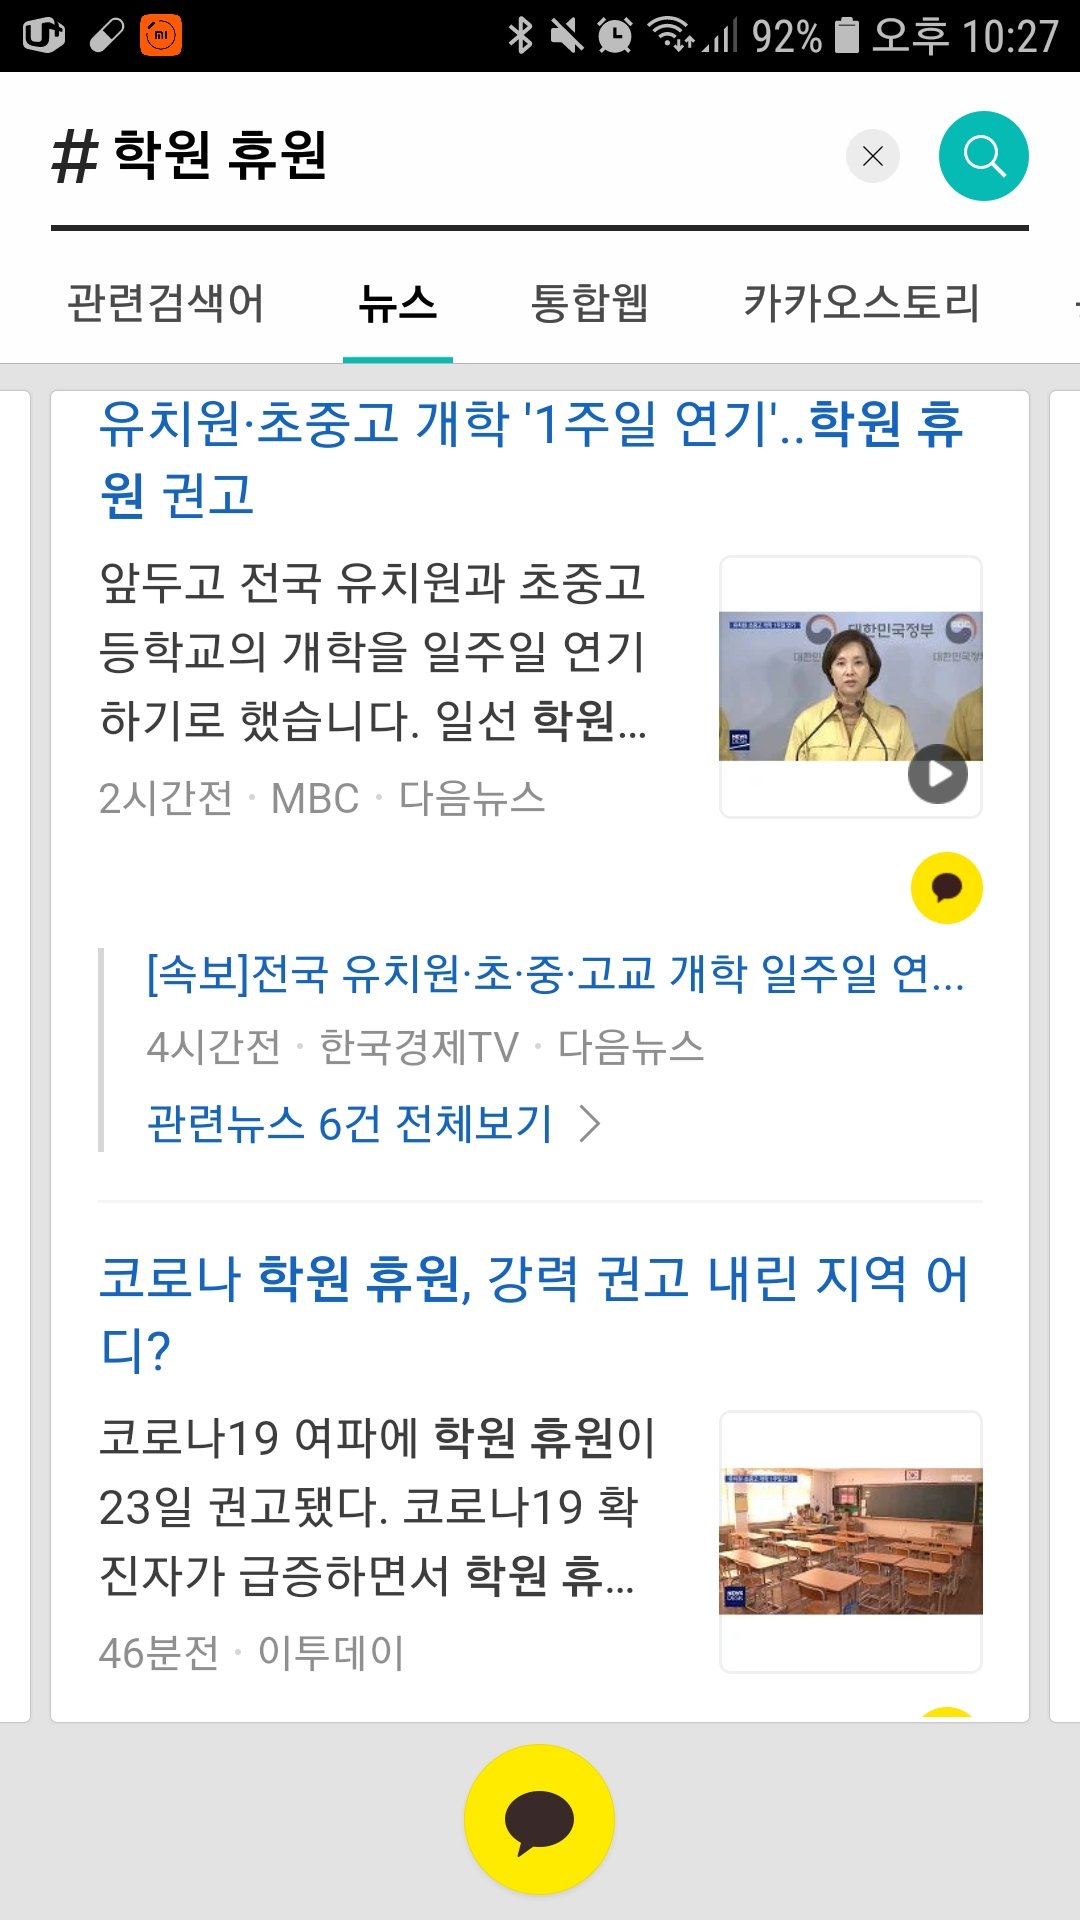 92% 오후 10:27
# 학원 휴원
관련검색어 뉴스 통합웹 카카오스토리
유치원·초중고 개학 '1주일 연기'..학원 휴
원 권고
앞두고 전국 유치원과 초중고
등학교의 개학을 일주일 연기
하기로 했습니다. 일선 학원...
2시간전 · MBC · 다음뉴스
대한민국정부
[속보]전국 유치원·초·중·고교 개학 일주일 연...
4시간전 · 한국경제TV · 다음뉴스
관련뉴스 6건 전체보기
코로나 학원 휴원, 강력 권고 내린 지역 어
디?
코로나19 여파에 학원 휴원이
23일 권고됐다. 코로나19 확
진자가 급증하면서 학원 휴...
46분전 · 이투데이